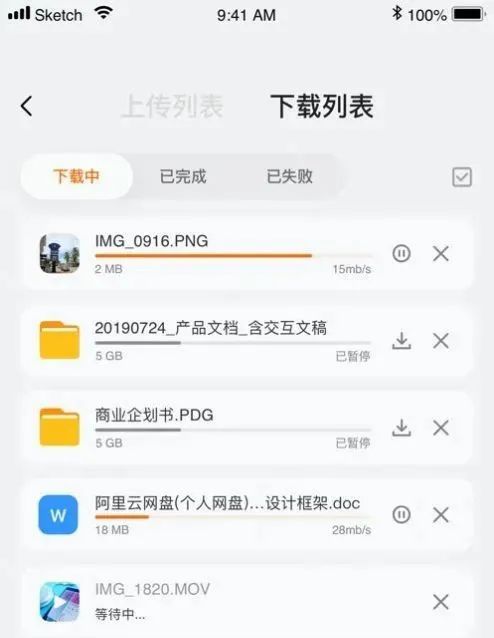 Sketch 9:41 AM 100%
上传列表 下载列表
下载中 已完成 已失败
IMG_0916.PNG
2 MB 15mb/s
20190724_产品文档_含交互文稿
5 GB 已暂停
商业企划书.PDG
5 GB 已暂停
W
阿里云网盘(个人网盘)...设计框架.doc
18 MB 28mb/s
IMG_1820.MOV
等待中...